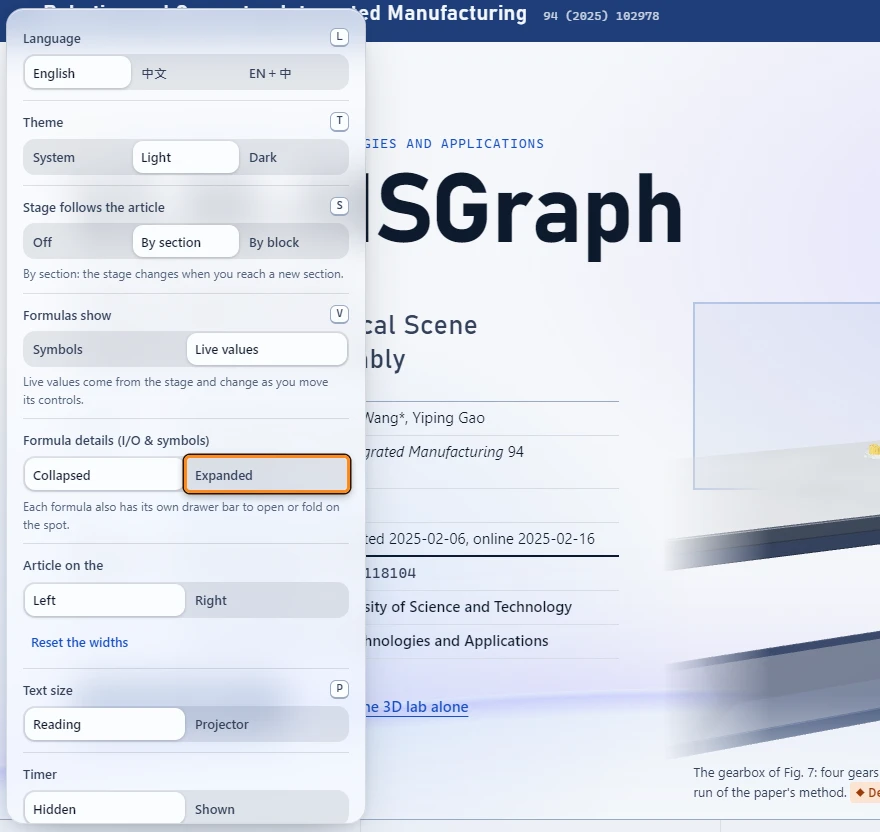 ed Manufacturing 94 (2025) 102978
Language L
English 中文 EN + 中
Theme T
System Light Dark
Stage follows the article S
Off By section By block
By section: the stage changes when you reach a new section.
Formulas show V
Symbols Live values
Live values come from the stage and change as you move
its controls.
Formula details (I/O & symbols)
Collapsed Expanded
Each formula also has its own drawer bar to open or fold on
the spot.
Article on the
Left Right
Reset the widths
Text size P
Reading Projector
Timer
Hidden Shown
GIES AND APPLICATIONS
SGraph
cal Scene
bly
Wang*, Yiping Gao
grated Manufacturing 94
ted 2025-02-06, online 2025-02-16
118104
sity of Science and Technology
hnologies and Applications
he 3D lab alone
The gearbox of Fig. 7: four gears
run of the paper's method. ◆ De